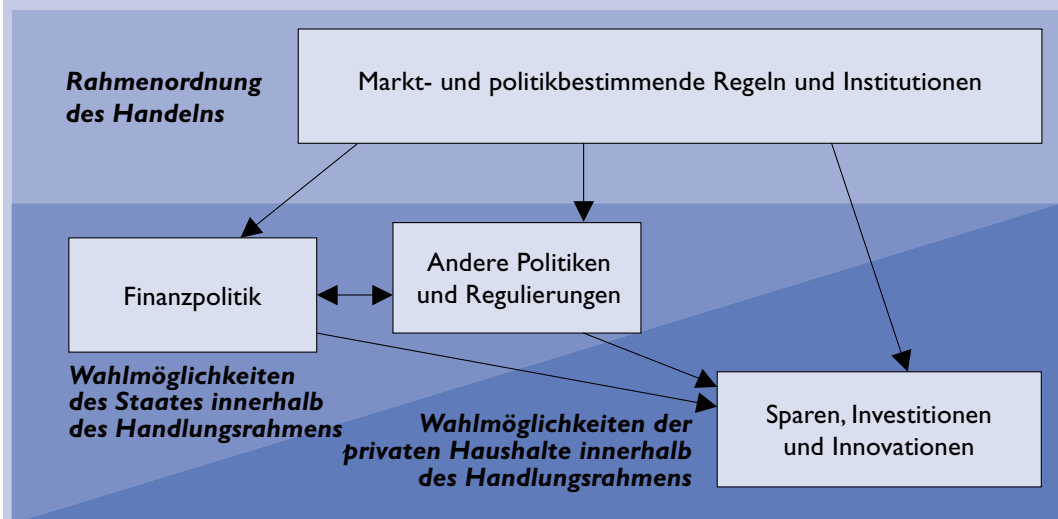 Rahmenordnung
des Handelns
Markt- und politikbestimmende Regeln und Institutionen
Finanzpolitik
Andere Politiken
und Regulierungen
Wahlmöglichkeiten
des Staates innerhalb
des Handlungsrahmens
Wahlmöglichkeiten der
privaten Haushalte innerhalb
des Handlungsrahmens
Sparen, Investitionen
und Innovationen